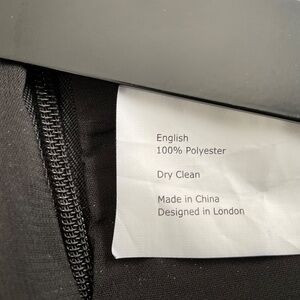 English
100% Polyester
Dry Clean
Made in China
Designed in London